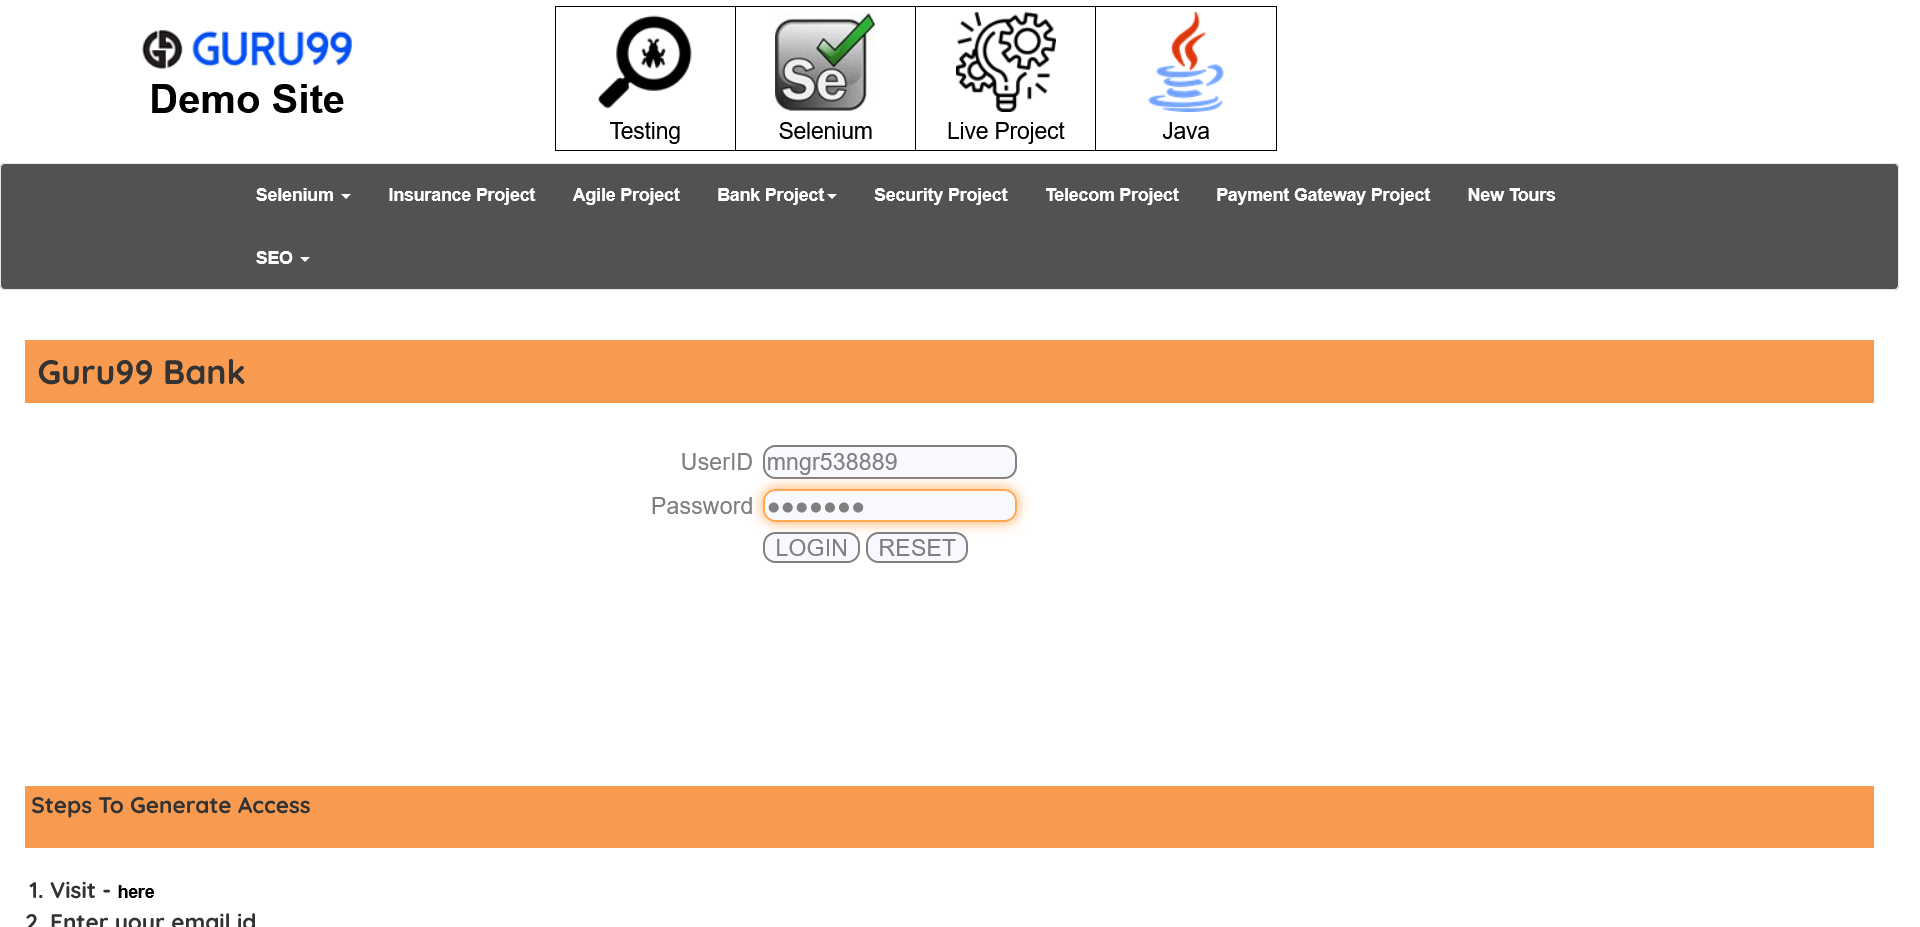 GURU99
Demo Site
Se
Testing
Selenium
Live Project
Java
Selenium
Insurance Project
Agile Project
Bank Project
Security Project
Telecom Project
Payment Gateway Project
New Tours
SEO
Guru99 Bank
UserID
mngr538889
Password
•••••••
LOGIN
RESET
Steps To Generate Access
1. Visit - here
2. Enter your email id